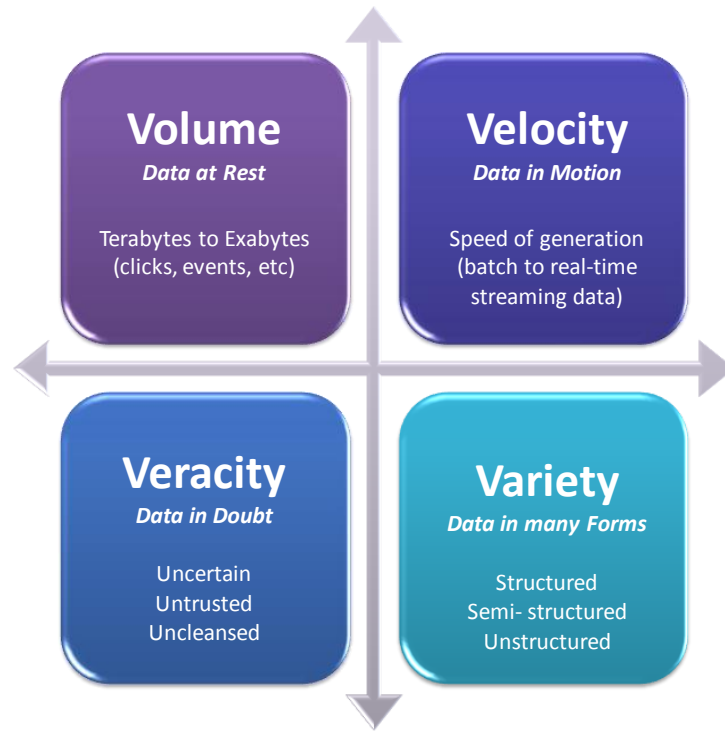 Volume
Data at Rest
Terabytes to Exabytes
(clicks, events, etc)
Velocity
Data in Motion
Speed of generation
(batch to real-time
streaming data)
Veracity
Data in Doubt
Uncertain
Untrusted
Uncleansed
Variety
Data in many Forms
Structured
Semi- structured
Unstructured